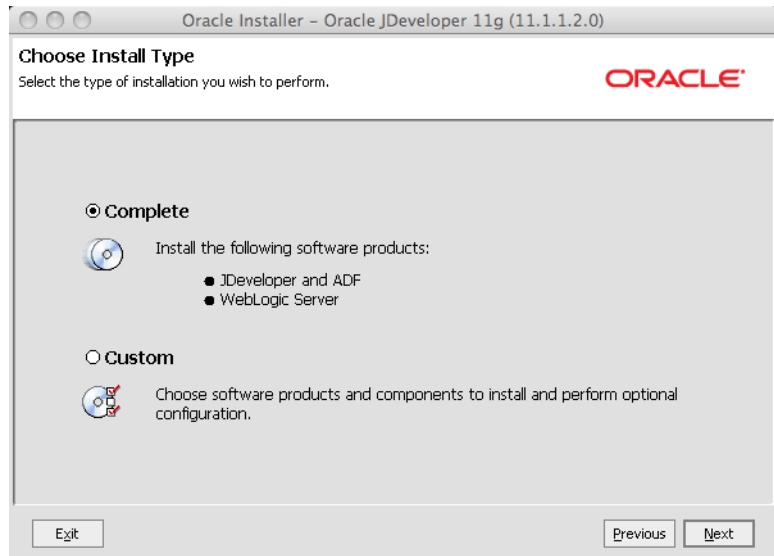 Oracle Installer - Oracle JDeveloper 11g (11.1.1.2.0)
Choose Install Type
Select the type of installation you wish to perform.
ORACLE
Complete
Install the following software products:
● JDeveloper and ADF
● WebLogic Server
Custom
Choose software products and components to install and perform optional
configuration.
Exit
Previous
Next